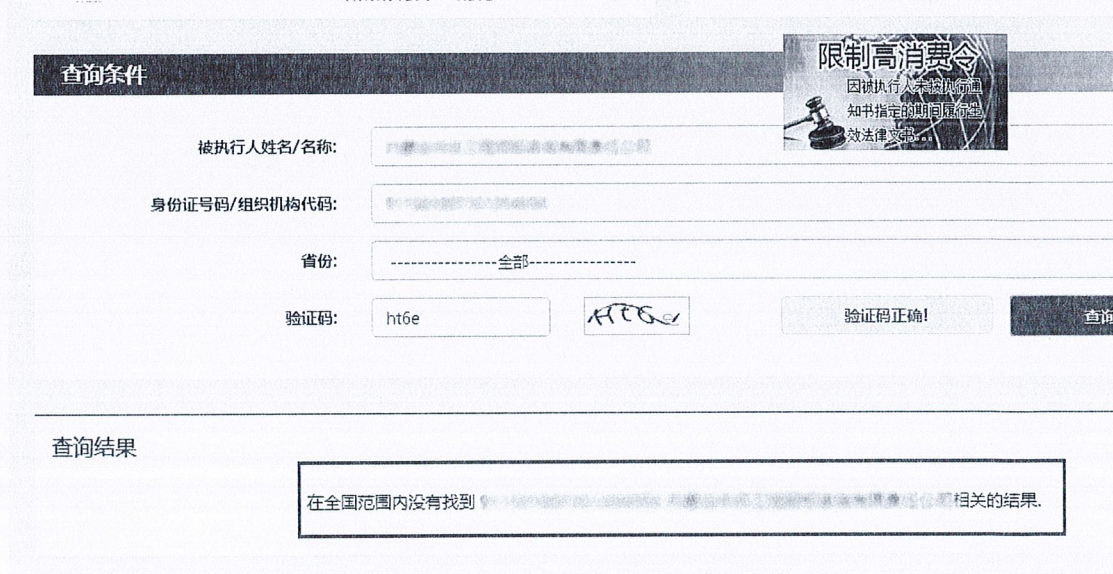 查询条件
限制高消费令
因被执行人未被执行通
知书指定的期间履行生
效法律文书...
被执行人姓名/名称:
身份证号码/组织机构代码:
省份:
----------------全部----------------
验证码:
ht6e
Ht6e
验证码正确!
查询
查询结果
在全国范围内没有找到
相关的结果.